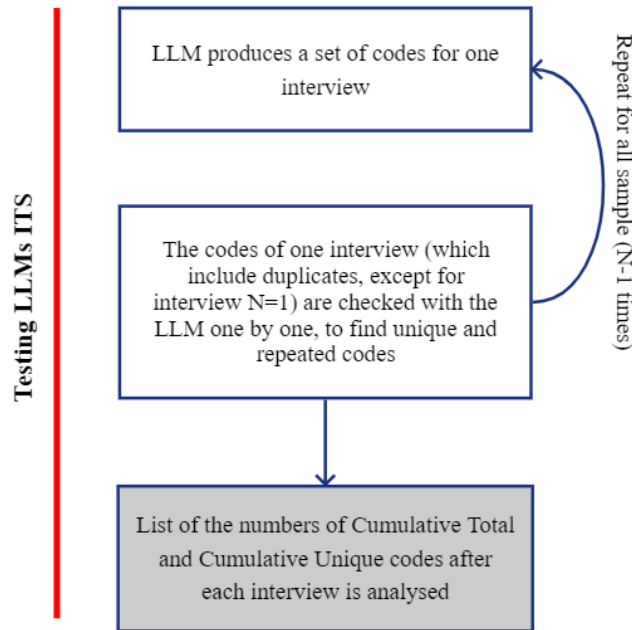 Testing LLMs ITS
LLM produces a set of codes for one
interview
Repeat for all sample (N-1 times)
The codes of one interview (which
include duplicates, except for
interview N=1) are checked with the
LLM one by one, to find unique and
repeated codes
List of the numbers of Cumulative Total
and Cumulative Unique codes after
each interview is analysed